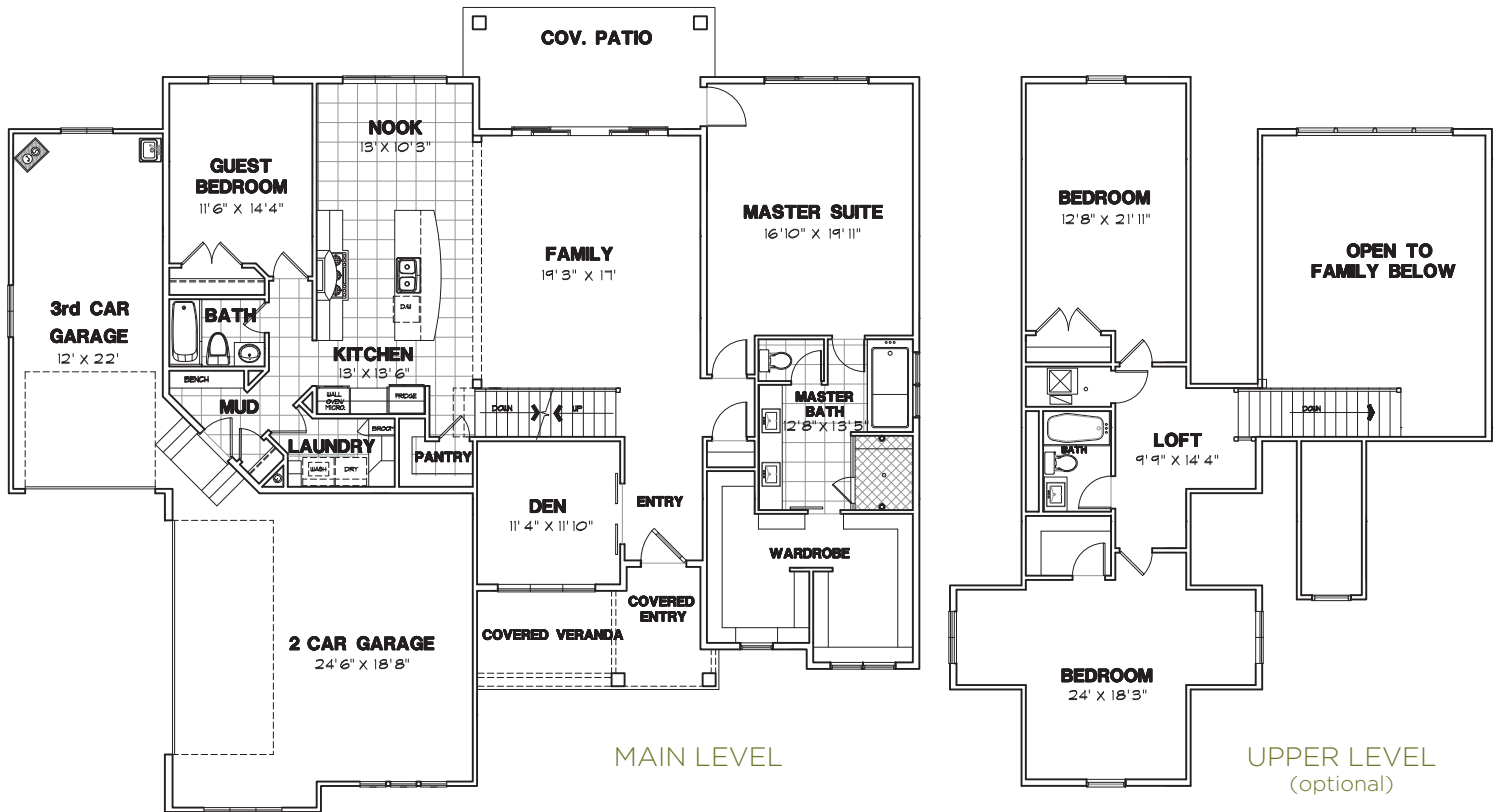 COV. PATIO
NOOK
13' X 10'3"
GUEST
BEDROOM
11'6" X 14'4"
MASTER SUITE
16'10" X 19'11"
FAMILY
19'3" X 17'
3rd CAR
GARAGE
12' X 22'
BATH
D/W
KITCHEN
13' X 13'6"
BENCH
WALL
OVEN/
MICRO.
FRIDGE
MUD
BROOM
LAUNDRY
WASH
DRY
PANTRY
DOWN
UP
MASTER
BATH
12'8" X 13'5"
DEN
11'4" X 11'10"
ENTRY
WARDROBE
COVERED
ENTRY
COVERED VERANDA
2 CAR GARAGE
24'6" X 18'8"
MAIN LEVEL
BEDROOM
12'8" X 21'11"
OPEN TO
FAMILY BELOW
DOWN
LOFT
9'9" X 14'4"
BATH
BEDROOM
24' X 18'3"
UPPER LEVEL
(optional)